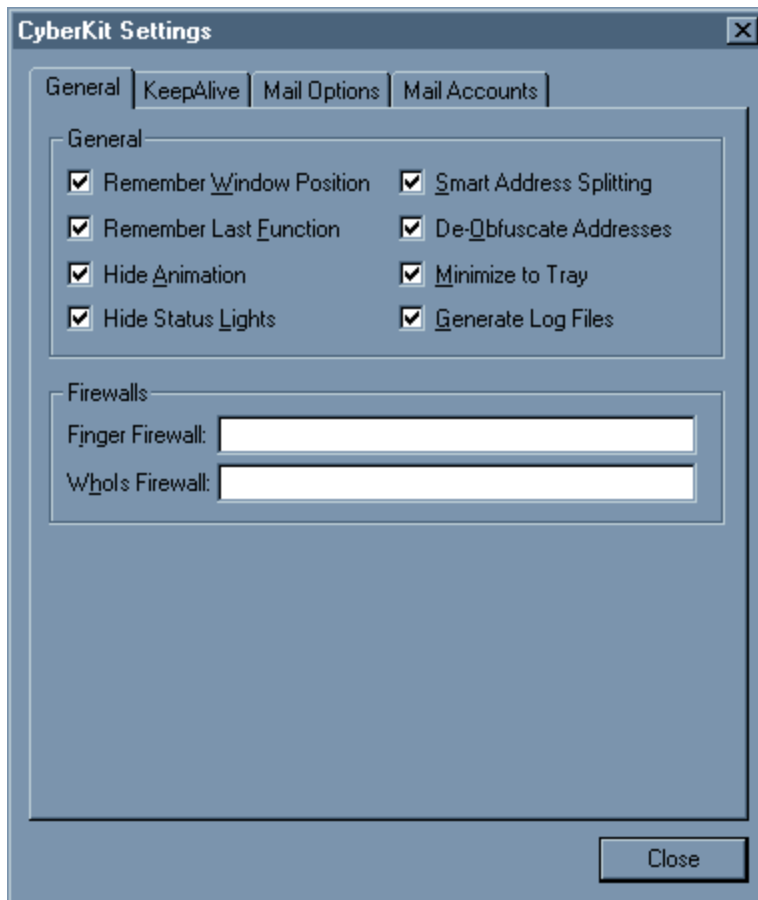 CyberKit Settings
General KeepAlive Mail Options Mail Accounts
General
Remember Window Position Smart Address Splitting
Remember Last Function De-Obfuscate Addresses
Hide Animation Minimize to Tray
Hide Status Lights Generate Log Files
Firewalls
Finger Firewall:
WhoIs Firewall:
Close